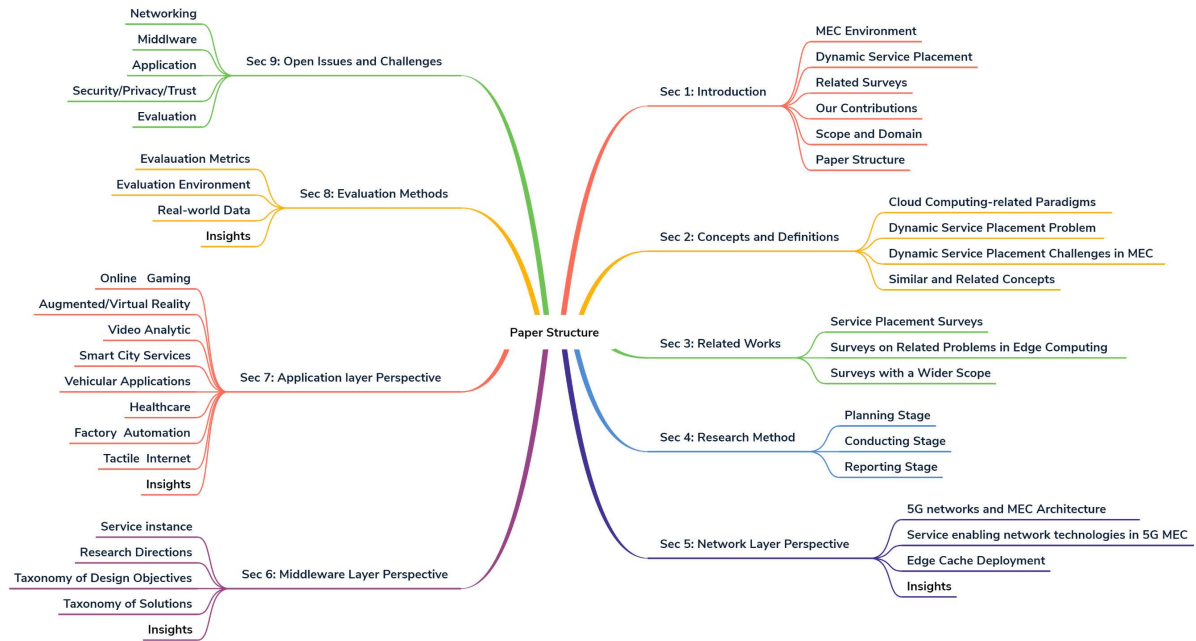 Paper Structure
Sec 1: Introduction
MEC Environment
Dynamic Service Placement
Related Surveys
Our Contributions
Scope and Domain
Paper Structure
Sec 2: Concepts and Definitions
Cloud Computing-related Paradigms
Dynamic Service Placement Problem
Dynamic Service Placement Challenges in MEC
Similar and Related Concepts
Sec 3: Related Works
Service Placement Surveys
Surveys on Related Problems in Edge Computing
Surveys with a Wider Scope
Sec 4: Research Method
Planning Stage
Conducting Stage
Reporting Stage
Sec 5: Network Layer Perspective
5G networks and MEC Architecture
Service enabling network technologies in 5G MEC
Edge Cache Deployment
Insights
Sec 6: Middleware Layer Perspective
Service instance
Research Directions
Taxonomy of Design Objectives
Taxonomy of Solutions
Insights
Sec 7: Application layer Perspective
Online Gaming
Augmented/Virtual Reality
Video Analytic
Smart City Services
Vehicular Applications
Healthcare
Factory Automation
Tactile Internet
Insights
Sec 8: Evaluation Methods
Evalauation Metrics
Evaluation Environment
Real-world Data
Insights
Sec 9: Open Issues and Challenges
Networking
Middlware
Application
Security/Privacy/Trust
Evaluation